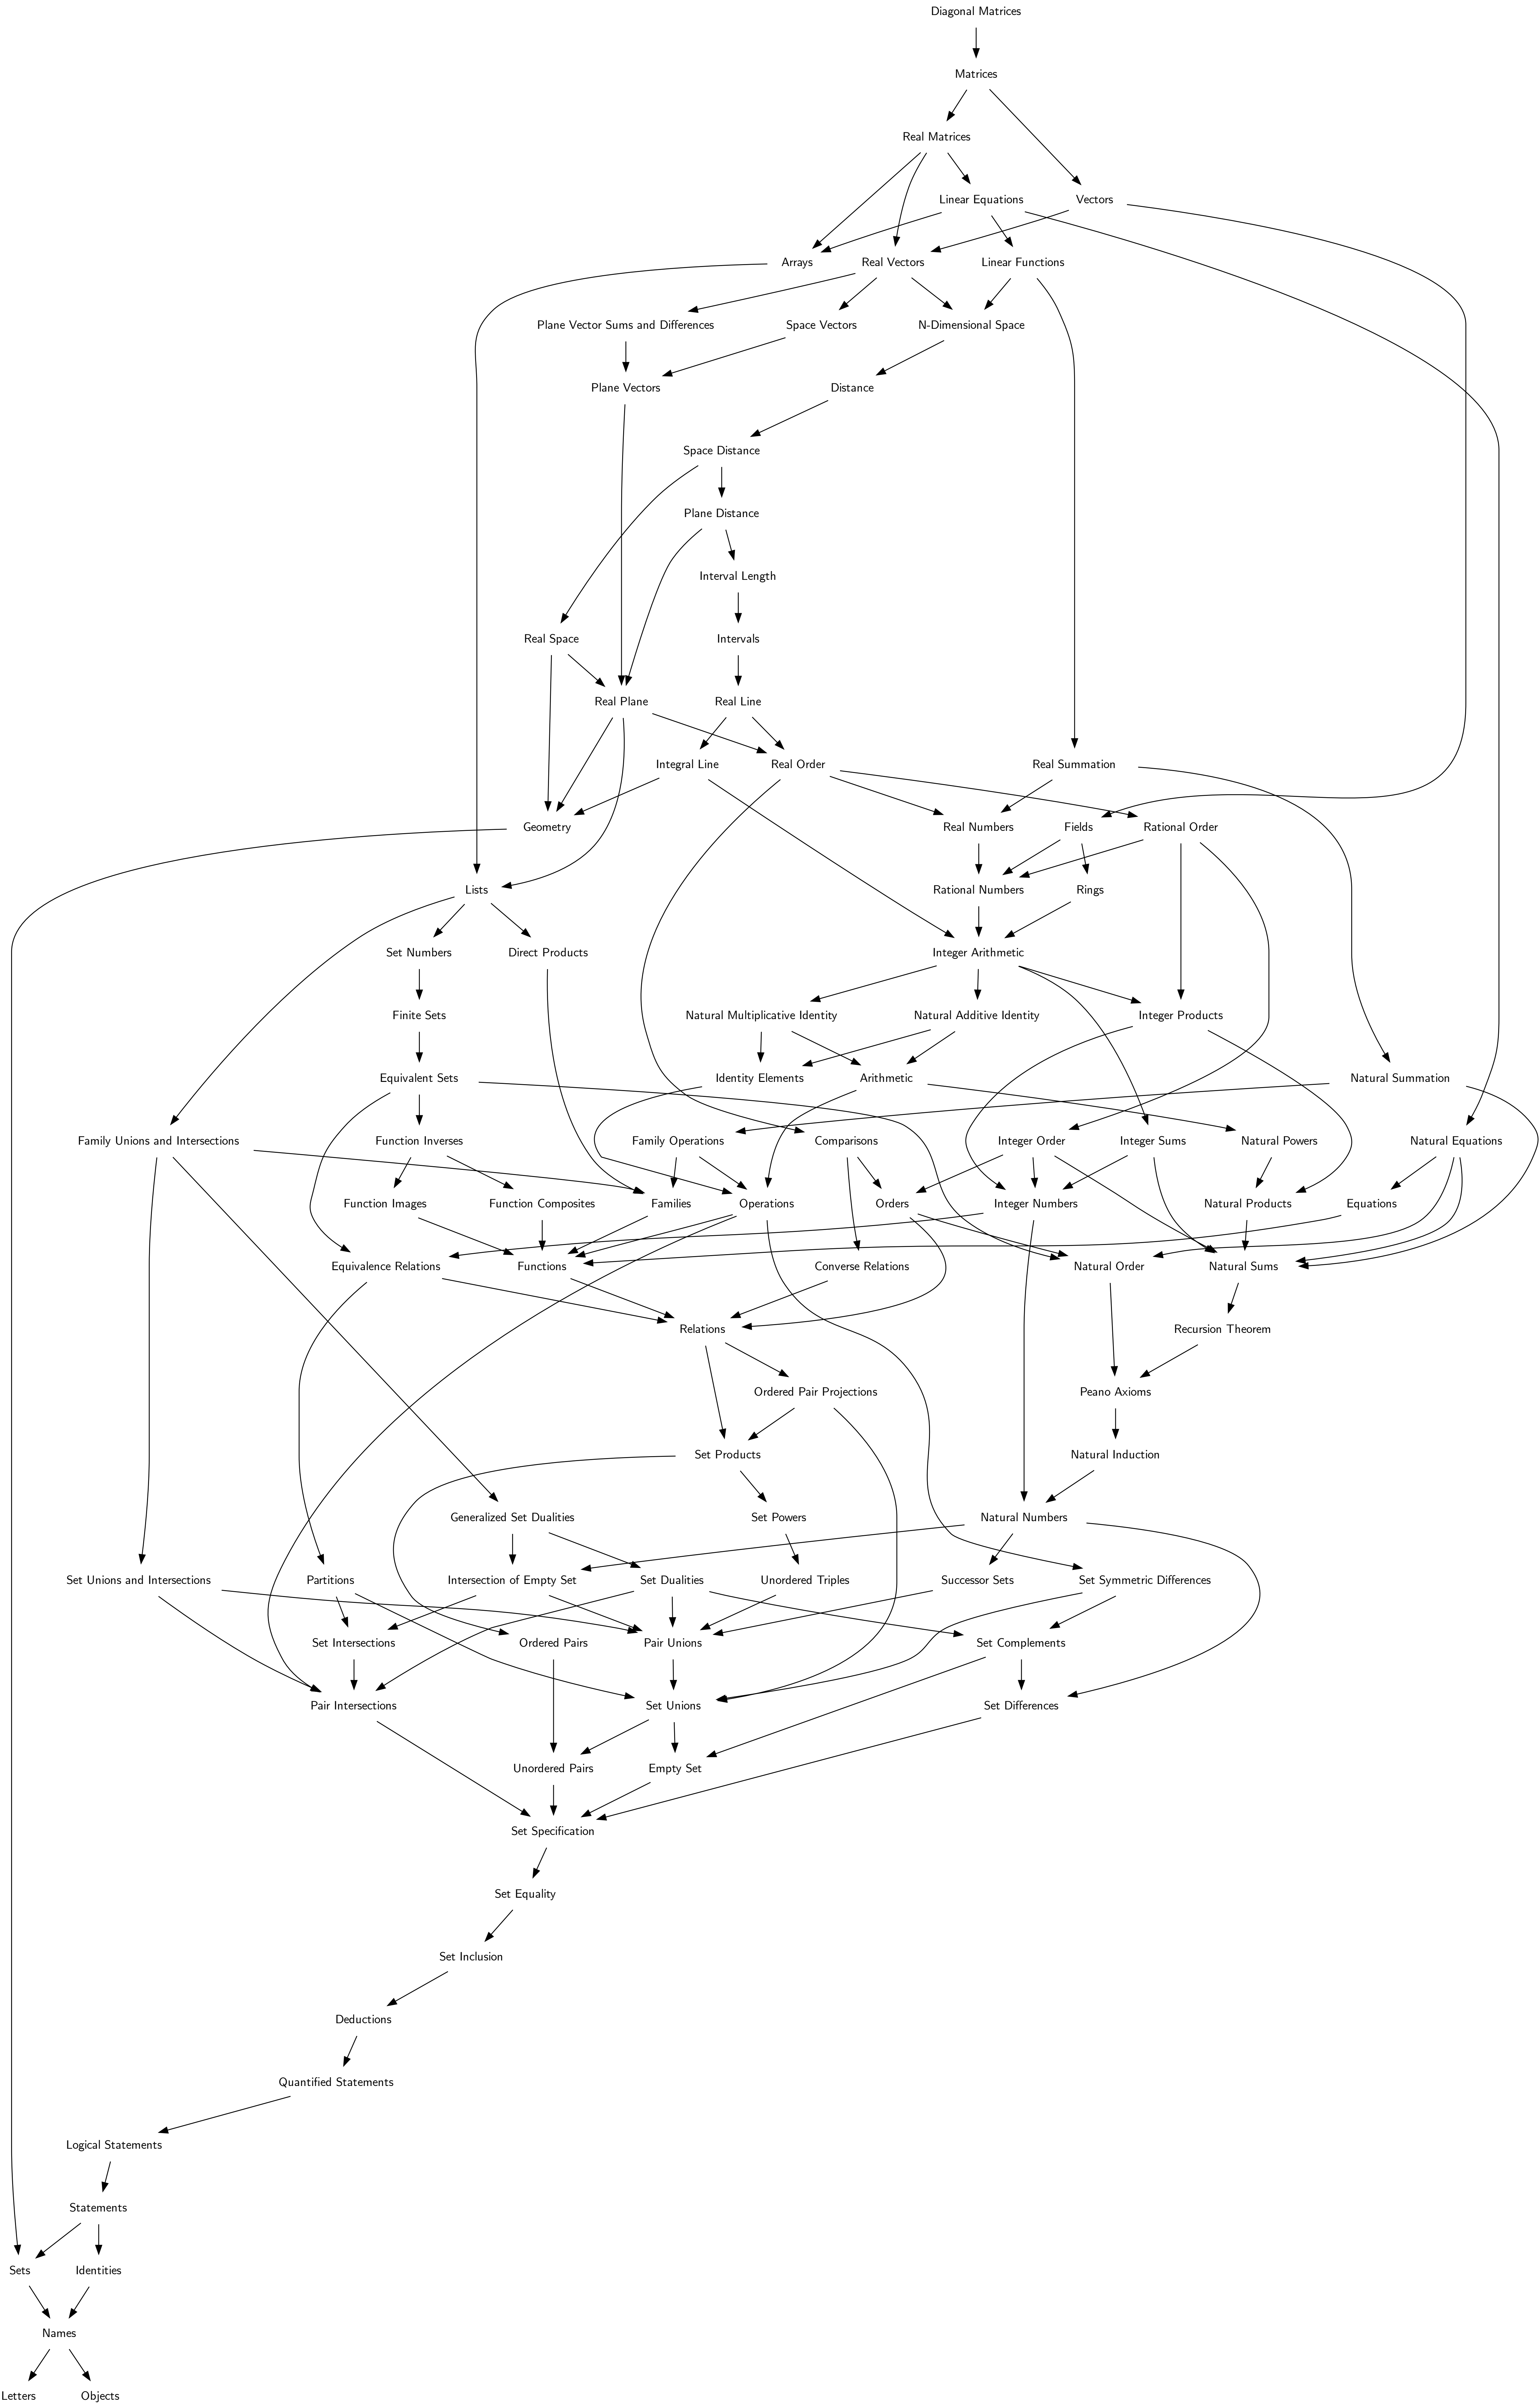 Diagonal Matrices
Matrices
Real Matrices
Linear Equations
Vectors
Arrays
Real Vectors
Linear Functions
Plane Vector Sums and Differences
Space Vectors
N-Dimensional Space
Plane Vectors
Distance
Space Distance
Plane Distance
Interval Length
Real Space
Intervals
Real Plane
Real Line
Integral Line
Real Order
Real Summation
Geometry
Real Numbers
Fields
Rational Order
Lists
Rational Numbers
Rings
Set Numbers
Direct Products
Integer Arithmetic
Finite Sets
Natural Multiplicative Identity
Natural Additive Identity
Integer Products
Equivalent Sets
Identity Elements
Arithmetic
Natural Summation
Family Unions and Intersections
Function Inverses
Family Operations
Comparisons
Integer Order
Integer Sums
Natural Powers
Natural Equations
Function Images
Function Composites
Families
Operations
Orders
Integer Numbers
Natural Products
Equations
Equivalence Relations
Functions
Converse Relations
Natural Order
Natural Sums
Relations
Recursion Theorem
Ordered Pair Projections
Peano Axioms
Set Products
Natural Induction
Generalized Set Dualities
Set Powers
Natural Numbers
Set Unions and Intersections
Partitions
Intersection of Empty Set
Set Dualities
Unordered Triples
Successor Sets
Set Symmetric Differences
Set Intersections
Ordered Pairs
Pair Unions
Set Complements
Pair Intersections
Set Unions
Set Differences
Unordered Pairs
Empty Set
Set Specification
Set Equality
Set Inclusion
Deductions
Quantified Statements
Logical Statements
Statements
Sets
Identities
Names
Letters
Objects